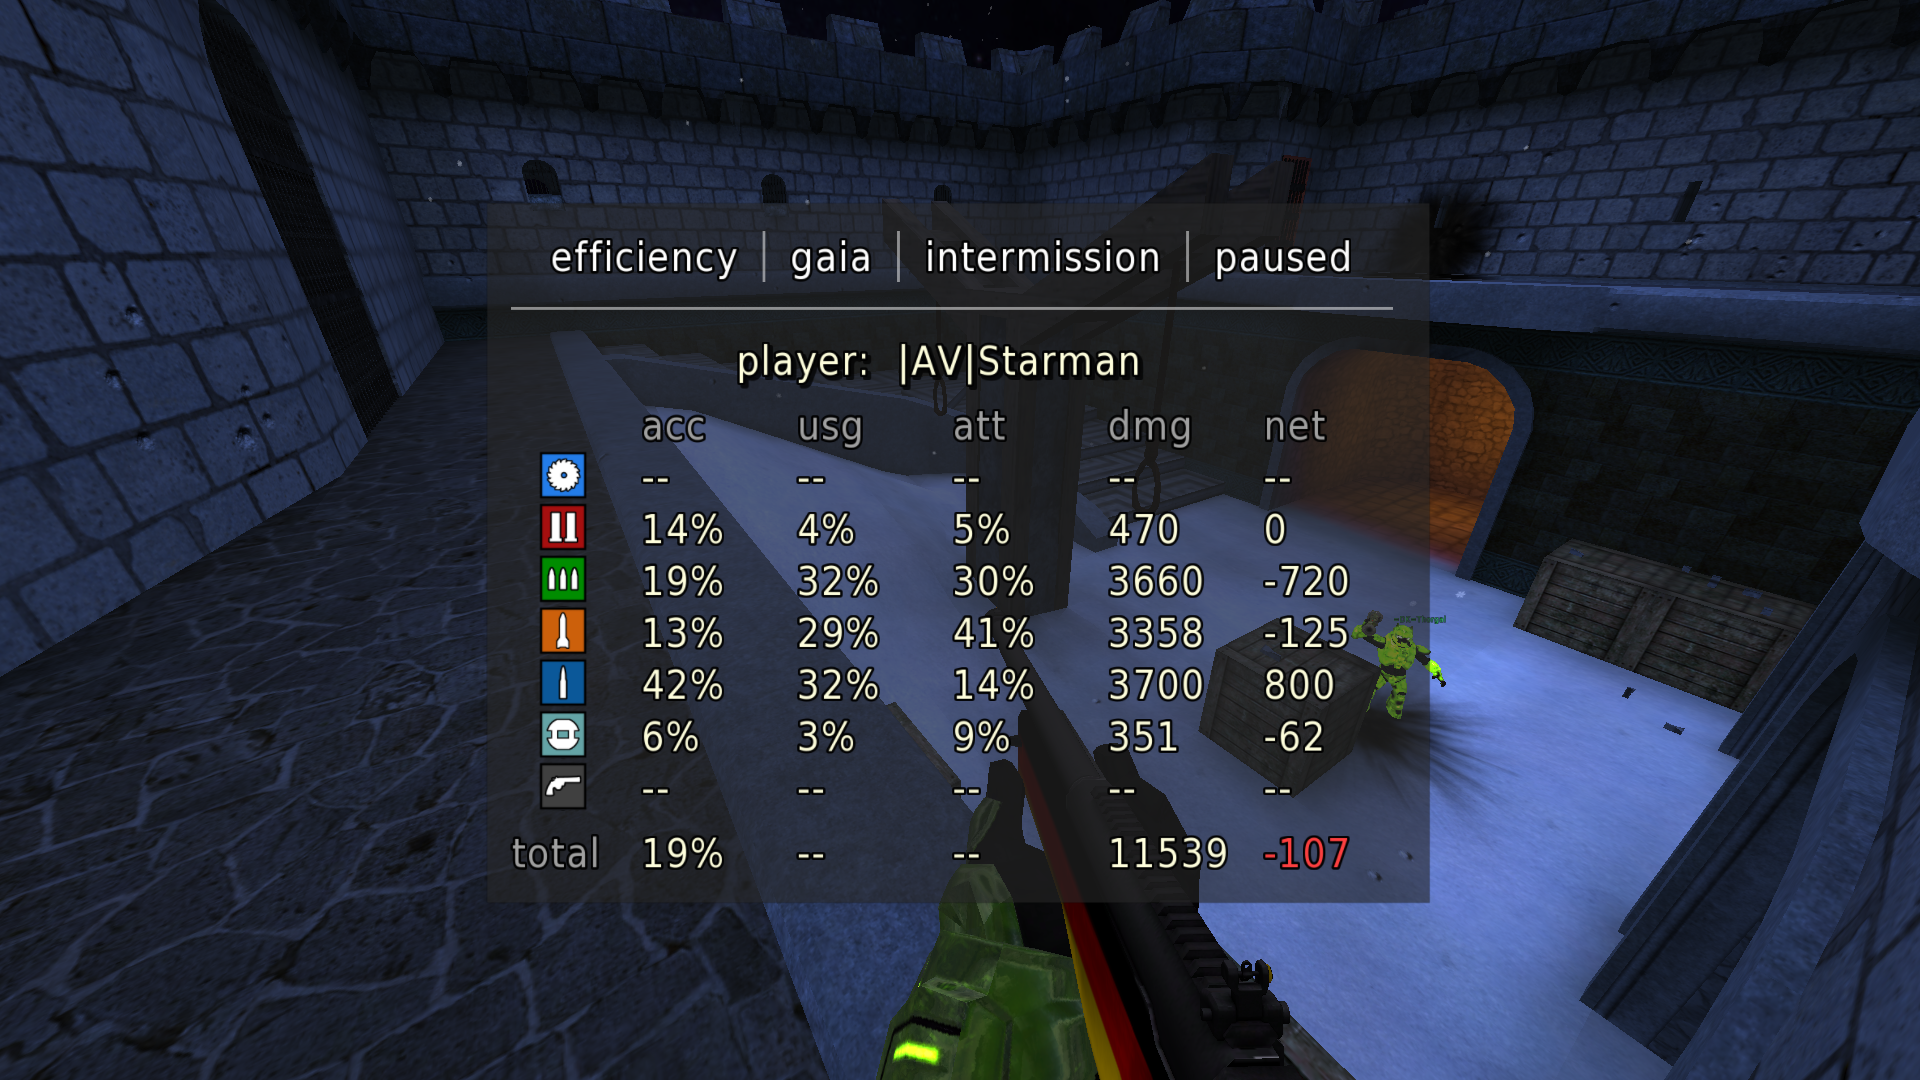 efficiency | gaia | intermission | paused
player: |AV|Starman
acc usg att dmg net
-- -- -- -- --
14% 4% 5% 470 0
19% 32% 30% 3660 -720
13% 29% 41% 3358 -125
42% 32% 14% 3700 800
6% 3% 9% 351 -62
-- -- -- -- --
total 19% -- -- 11539 -107